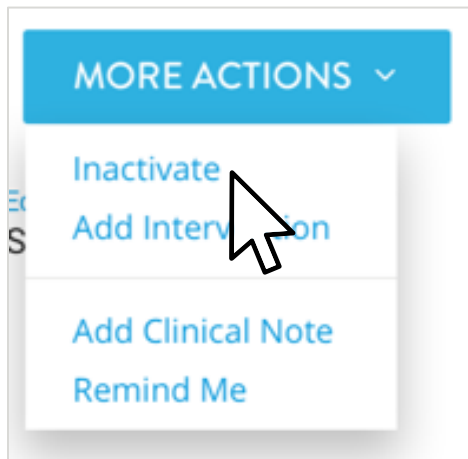 MORE ACTIONS
Inactivate
Add Intervention
Add Clinical Note
Remind Me